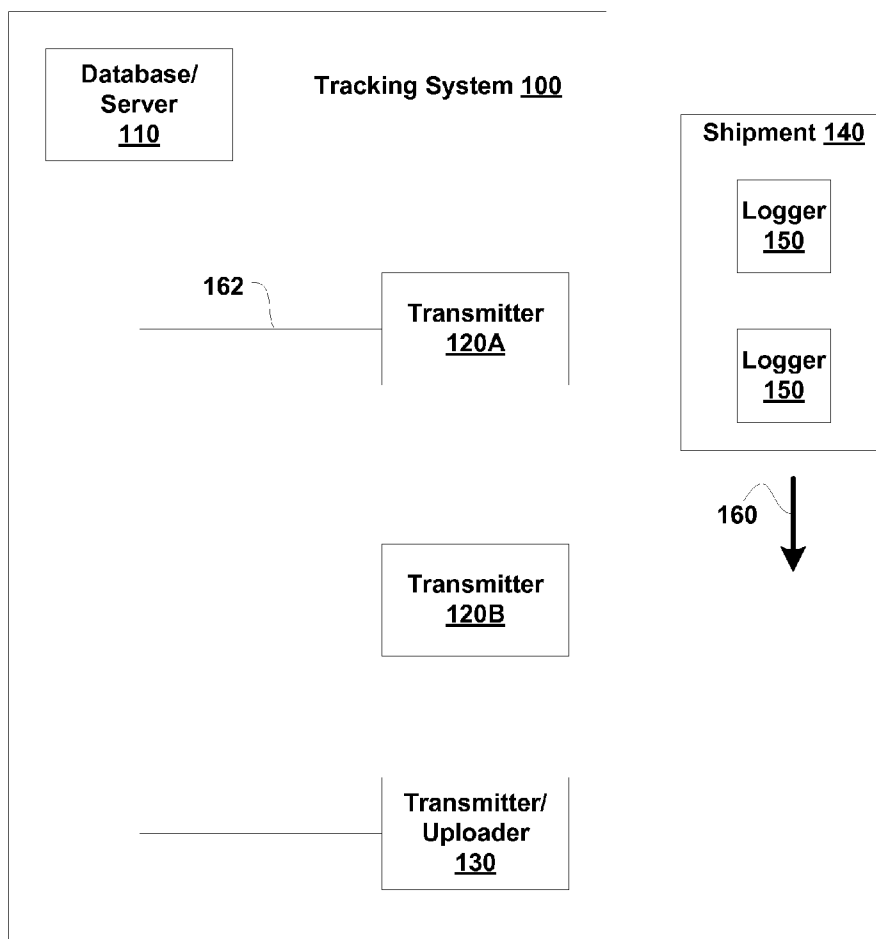 Database/
Server
110
Tracking System 100
Shipment 140
Logger
150
162
Transmitter
120A
Logger
150
160
Transmitter
120B
Transmitter/
Uploader
130